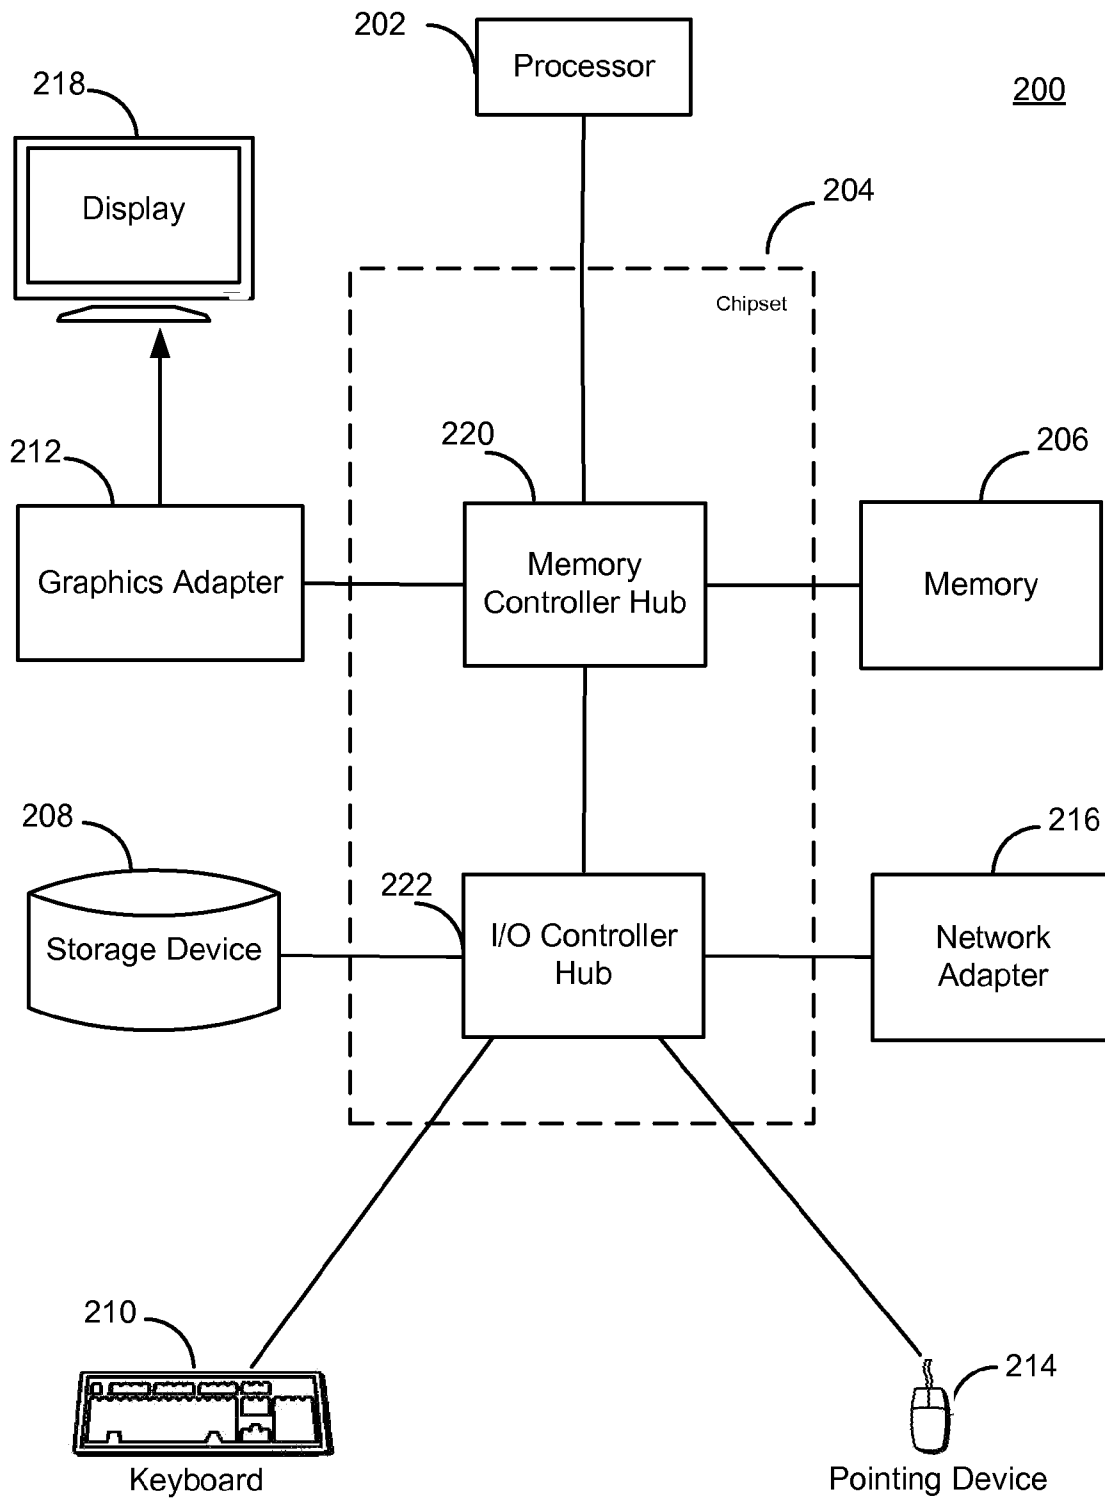 202
Processor
200
218
Display
204
Chipset
212
220
206
Graphics Adapter
Memory
Controller Hub
Memory
208
222
216
Storage Device
I/O Controller
Hub
Network
Adapter
210
214
Keyboard
Pointing Device